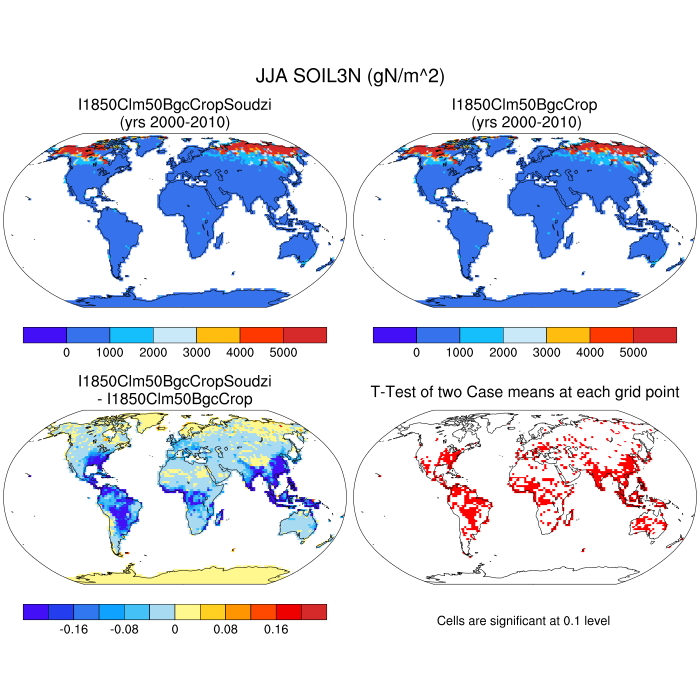 JJA SOIL3N (gN/m^2)
I1850Clm50BgcCropSoudzi
(yrs 2000-2010)
I1850Clm50BgcCrop
(yrs 2000-2010)
0 1000 2000 3000 4000 5000
0 1000 2000 3000 4000 5000
I1850Clm50BgcCropSoudzi
- I1850Clm50BgcCrop
T-Test of two Case means at each grid point
-0.16 -0.08 0 0.08 0.16
Cells are significant at 0.1 level